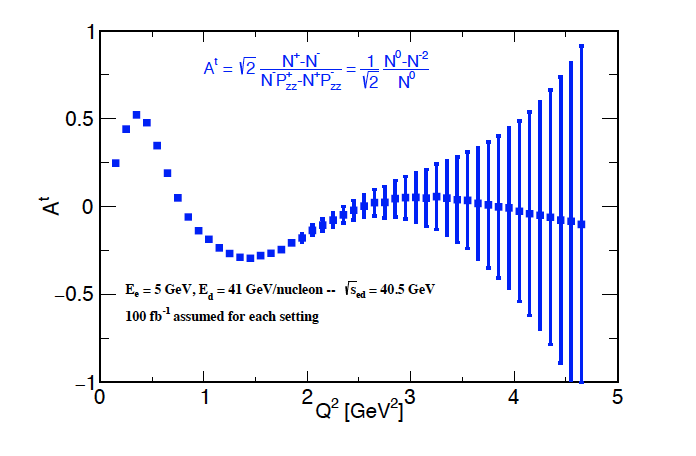 1
A^t = √2 (N^+-N^-)/(N^-P^+_zz-N^+P^-_zz) = 1/√2 (N^0-N^-2)/N^0
0.5
A^t
0
E_e = 5 GeV, E_d = 41 GeV/nucleon -- √s_ed = 40.5 GeV
−0.5
100 fb^-1 assumed for each setting
−1
0 1 2 3 4 5
Q^2 [GeV^2]